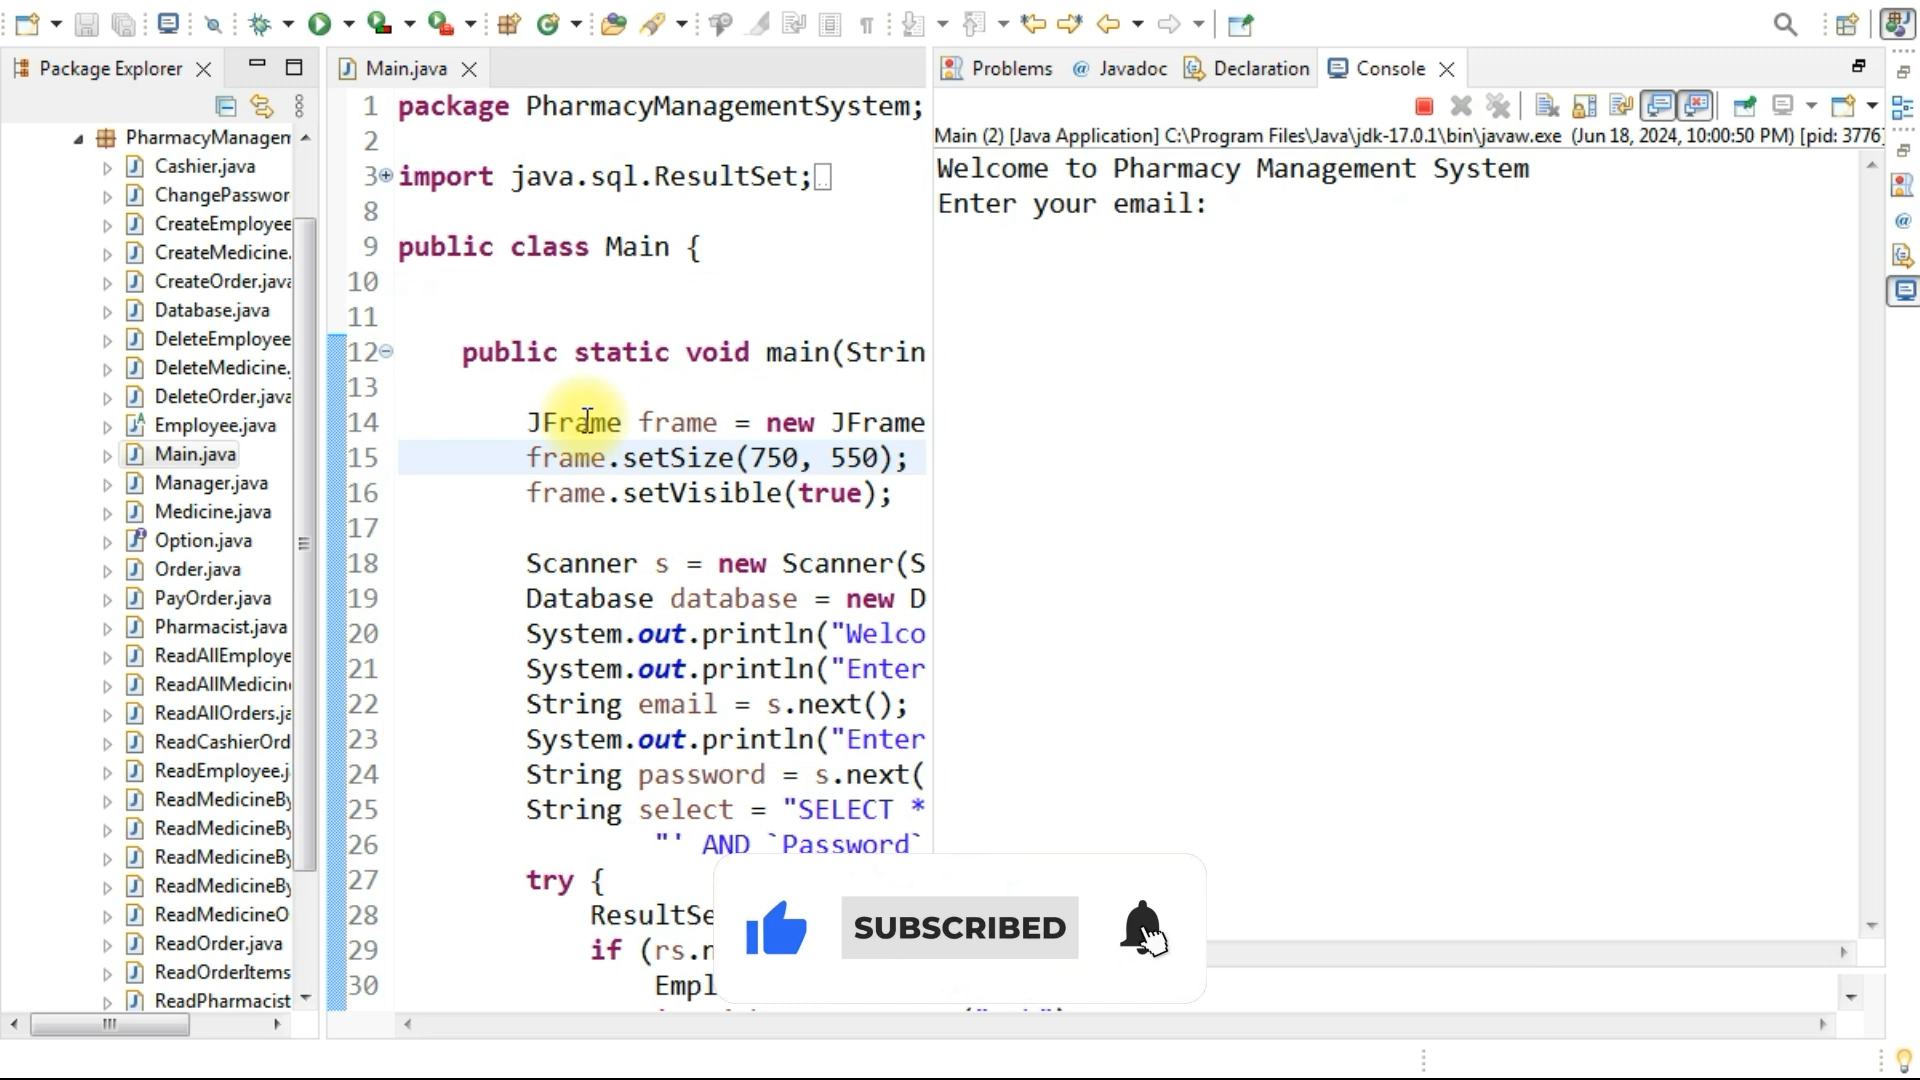 Package Explorer
PharmacyManagem
Cashier.java
ChangePasswor
CreateEmployee
CreateMedicine.
CreateOrder.java
Database.java
DeleteEmployee
DeleteMedicine.
DeleteOrder.java
Employee.java
Main.java
Manager.java
Medicine.java
Option.java
Order.java
PayOrder.java
Pharmacist.java
ReadAllEmploye
ReadAllMedicin
ReadAllOrders.ja
ReadCashierOrd
ReadEmployee.j
ReadMedicineBy
ReadMedicineBy
ReadMedicineBy
ReadMedicineBy
ReadMedicineO
ReadOrder.java
ReadOrderItems
ReadPharmacist
Main.java
1 package PharmacyManagementSystem;
2
3 import java.sql.ResultSet;
8
9 public class Main {
10
11
12 public static void main(Strin
13
14 JFrame frame = new JFrame
15 frame.setSize(750, 550);
16 frame.setVisible(true);
17
18 Scanner s = new Scanner(S
19 Database database = new D
20 System.out.println("Welco
21 System.out.println("Enter
22 String email = s.next();
23 System.out.println("Enter
24 String password = s.next(
25 String select = "SELECT *
26 "' AND `Password`
27 try {
28 ResultSe
29 if (rs.n
30 Empl
Problems Javadoc Declaration Console
Main (2) [Java Application] C:\Program Files\Java\jdk-17.0.1\bin\javaw.exe (Jun 18, 2024, 10:00:50 PM) [pid: 3776
Welcome to Pharmacy Management System
Enter your email:
SUBSCRIBED